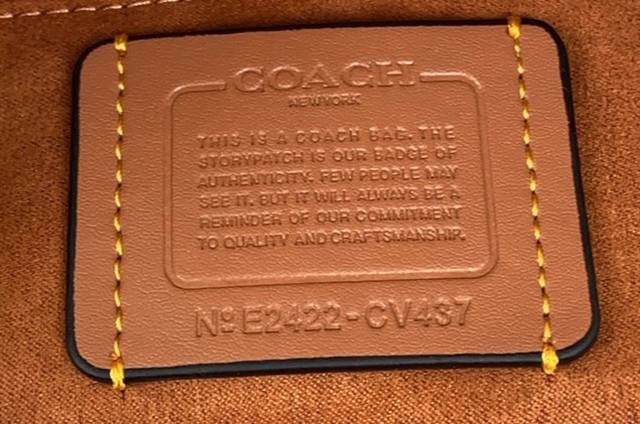 COACH
NEW YORK
THIS IS A COACH BAG. THE
STORYPATCH IS OUR BADGE OF
AUTHENTICITY. FEW PEOPLE MAY
SEE IT. BUT IT WILL ALWAYS BE A
REMINDER OF OUR COMMITMENT
TO QUALITY AND CRAFTSMANSHIP.
Nº E2422-CV437